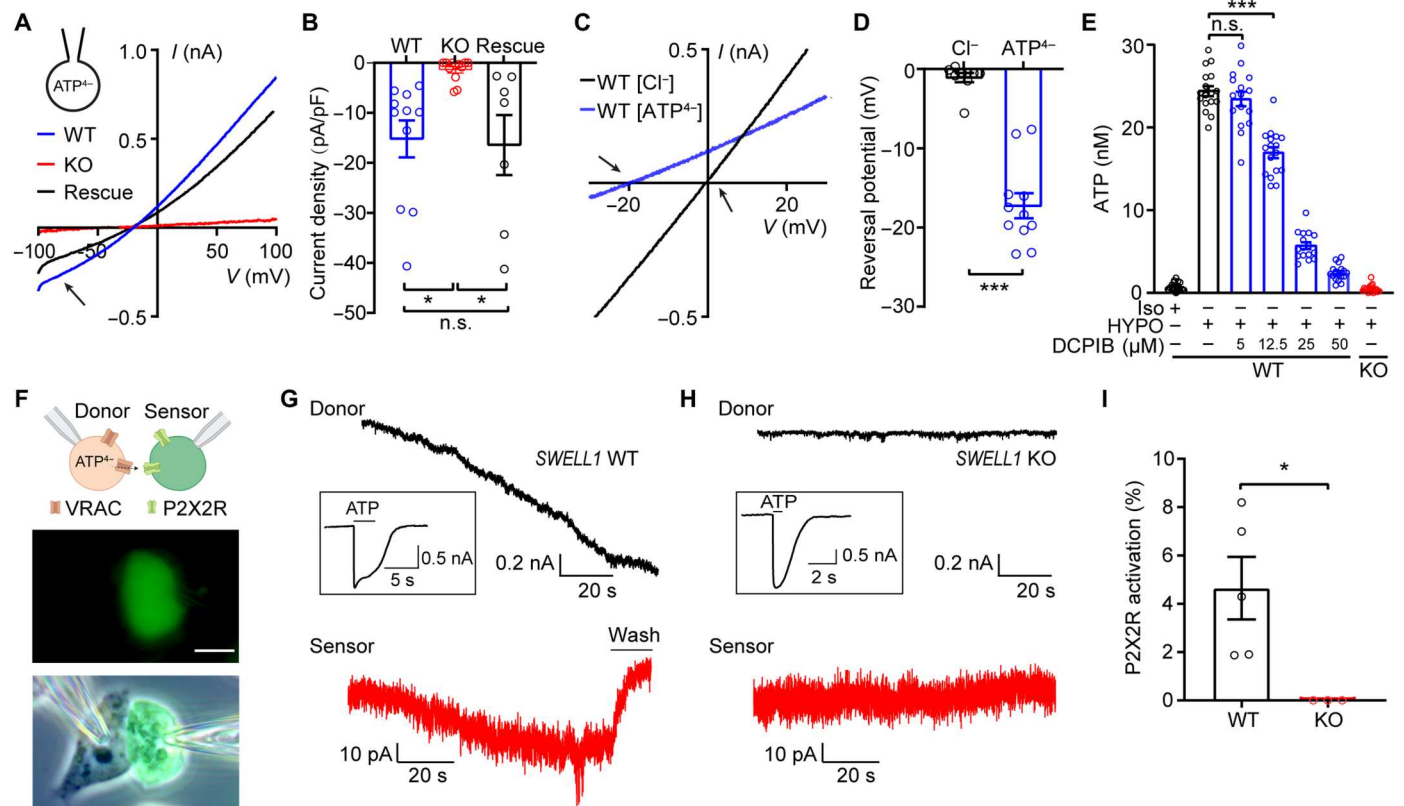 A
ATP4–
WT
KO
Rescue
1.0
I (nA)
0.5
–100
–50
50
100
V (mV)
–0.5
B
WT KO Rescue
0
–10
–20
–30
–40
–50
Current density (pA/pF)
*
*
n.s.
C
0.5
I (nA)
WT [Cl–]
WT [ATP4–]
–20
20
V (mV)
–0.5
D
Cl– ATP4–
0
–10
–20
–30
Reversal potential (mV)
***
E
***
n.s.
30
20
10
0
ATP (nM)
Iso + – – – – – –
HYPO – + + + + + +
DCPIB (µM) – – 5 12.5 25 50 –
WT KO
F
Donor Sensor
ATP4–
VRAC P2X2R
G
Donor
SWELL1 WT
ATP
0.5 nA
5 s
0.2 nA
20 s
Sensor
Wash
10 pA
20 s
H
Donor
SWELL1 KO
ATP
0.5 nA
2 s
0.2 nA
20 s
Sensor
10 pA
20 s
I
10
8
6
4
2
0
P2X2R activation (%)
*
WT KO